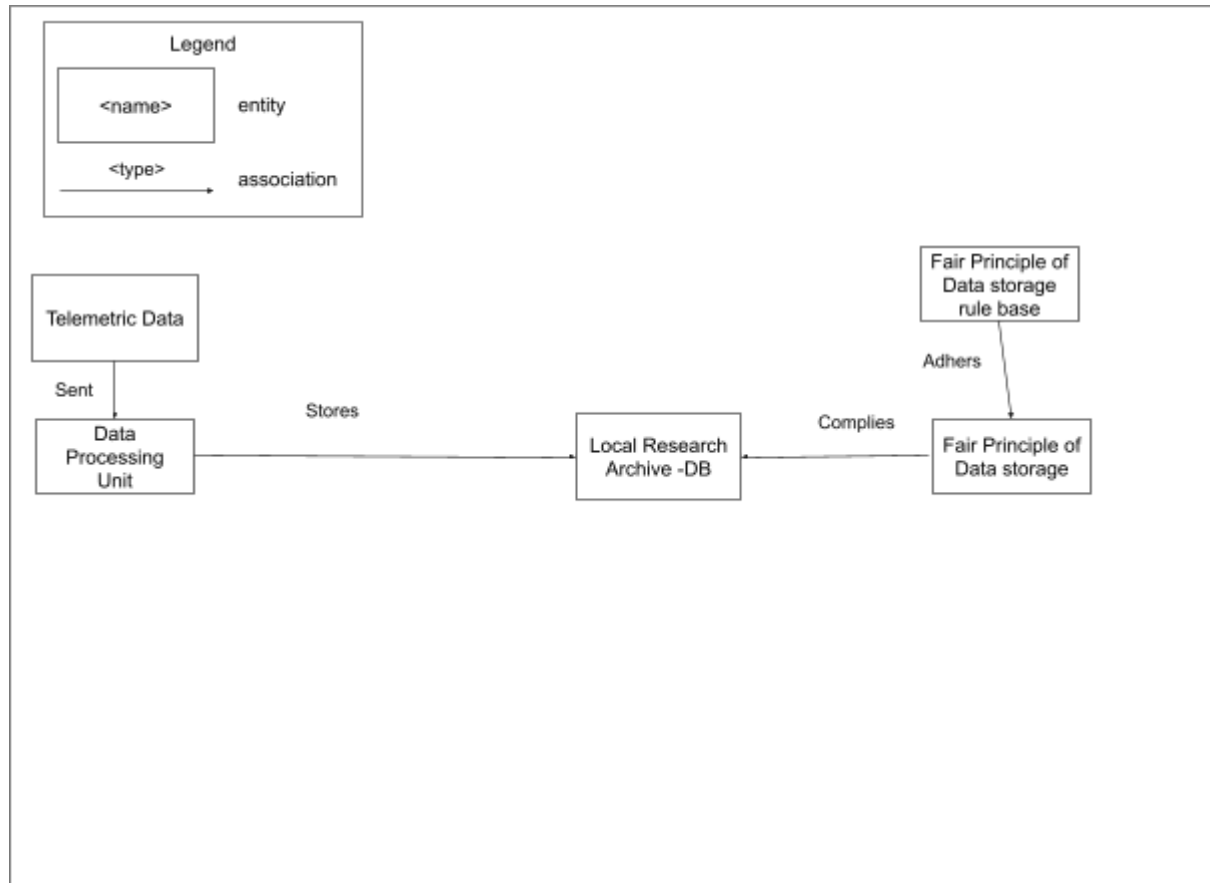 Legend
<name>
entity
<type>
association
Telemetric Data
Fair Principle of
Data storage
rule base
Sent
Adhers
Stores
Complies
Data
Processing
Unit
Local Research
Archive -DB
Fair Principle of
Data storage